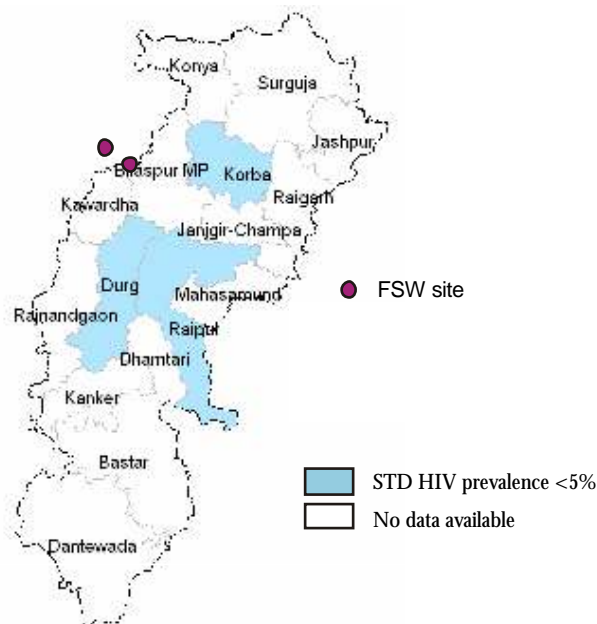 Konya
Surguja
Jashpur
Bilaspur MP
Korba
Raigarh
Kawardha
Janjgir-Champa
Durg
Mahasamund
FSW site
Rajnandgaon
Raipur
Dhamtari
Kanker
Bastar
STD HIV prevalence <5%
No data available
Dantewada